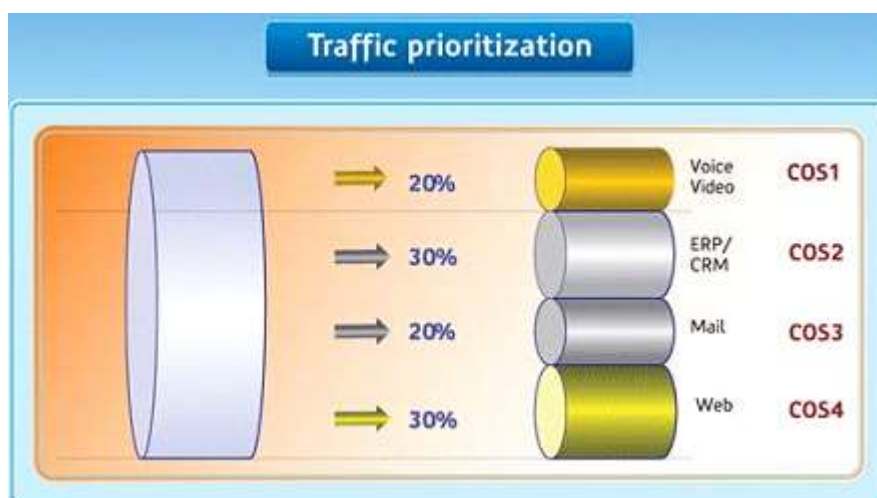 Traffic prioritization
20%
Voice
Video
COS1
30%
ERP/
CRM
COS2
20%
Mail
COS3
30%
Web
COS4